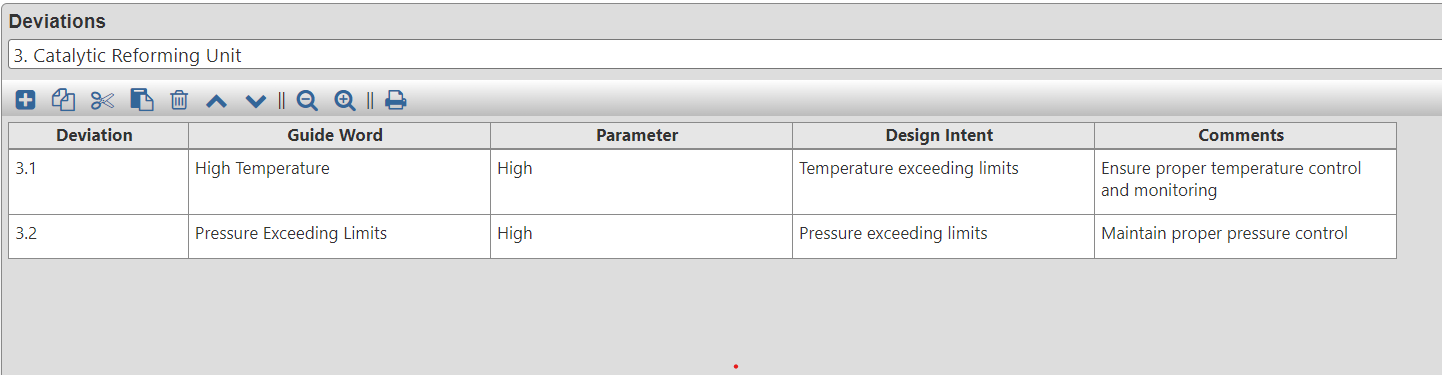 Deviations
3. Catalytic Reforming Unit
Deviation Guide Word Parameter Design Intent Comments
3.1 High Temperature High Temperature exceeding limits Ensure proper temperature control
and monitoring
3.2 Pressure Exceeding Limits High Pressure exceeding limits Maintain proper pressure control